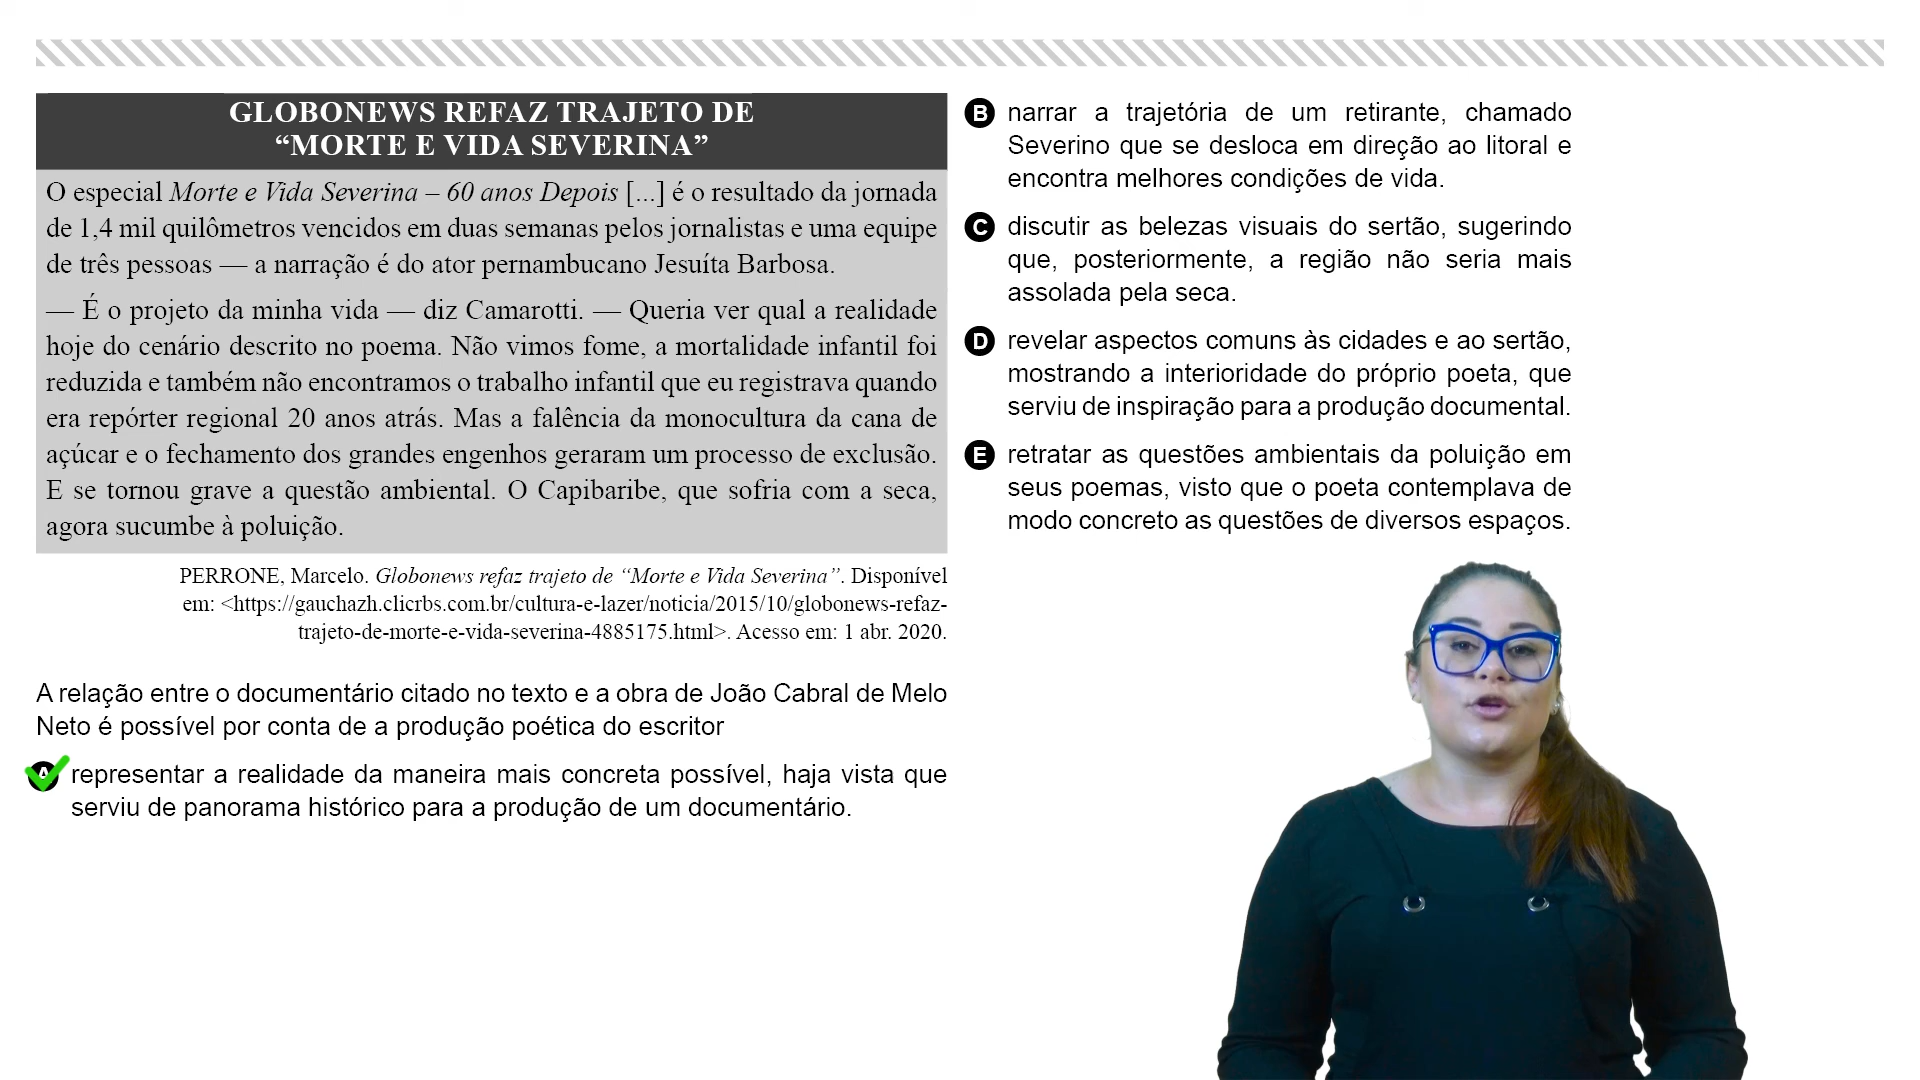 GLOBONEWS REFAZ TRAJETO DE
“MORTE E VIDA SEVERINA”
O especial Morte e Vida Severina – 60 anos Depois [...] é o resultado da jornada
de 1,4 mil quilômetros vencidos em duas semanas pelos jornalistas e uma equipe
de três pessoas — a narração é do ator pernambucano Jesuíta Barbosa.
— É o projeto da minha vida — diz Camarotti. — Queria ver qual a realidade
hoje do cenário descrito no poema. Não vimos fome, a mortalidade infantil foi
reduzida e também não encontramos o trabalho infantil que eu registrava quando
era repórter regional 20 anos atrás. Mas a falência da monocultura da cana de
açúcar e o fechamento dos grandes engenhos geraram um processo de exclusão.
E se tornou grave a questão ambiental. O Capibaribe, que sofria com a seca,
agora sucumbe à poluição.
PERRONE, Marcelo. Globonews refaz trajeto de “Morte e Vida Severina”. Disponível
em: <https://gauchazh.clicrbs.com.br/cultura-e-lazer/noticia/2015/10/globonews-refaz-
trajeto-de-morte-e-vida-severina-4885175.html>. Acesso em: 1 abr. 2020.
A relação entre o documentário citado no texto e a obra de João Cabral de Melo
Neto é possível por conta de a produção poética do escritor
A representar a realidade da maneira mais concreta possível, haja vista que
serviu de panorama histórico para a produção de um documentário.
B narrar a trajetória de um retirante, chamado
Severino que se desloca em direção ao litoral e
encontra melhores condições de vida.
C discutir as belezas visuais do sertão, sugerindo
que, posteriormente, a região não seria mais
assolada pela seca.
D revelar aspectos comuns às cidades e ao sertão,
mostrando a interioridade do próprio poeta, que
serviu de inspiração para a produção documental.
E retratar as questões ambientais da poluição em
seus poemas, visto que o poeta contemplava de
modo concreto as questões de diversos espaços.